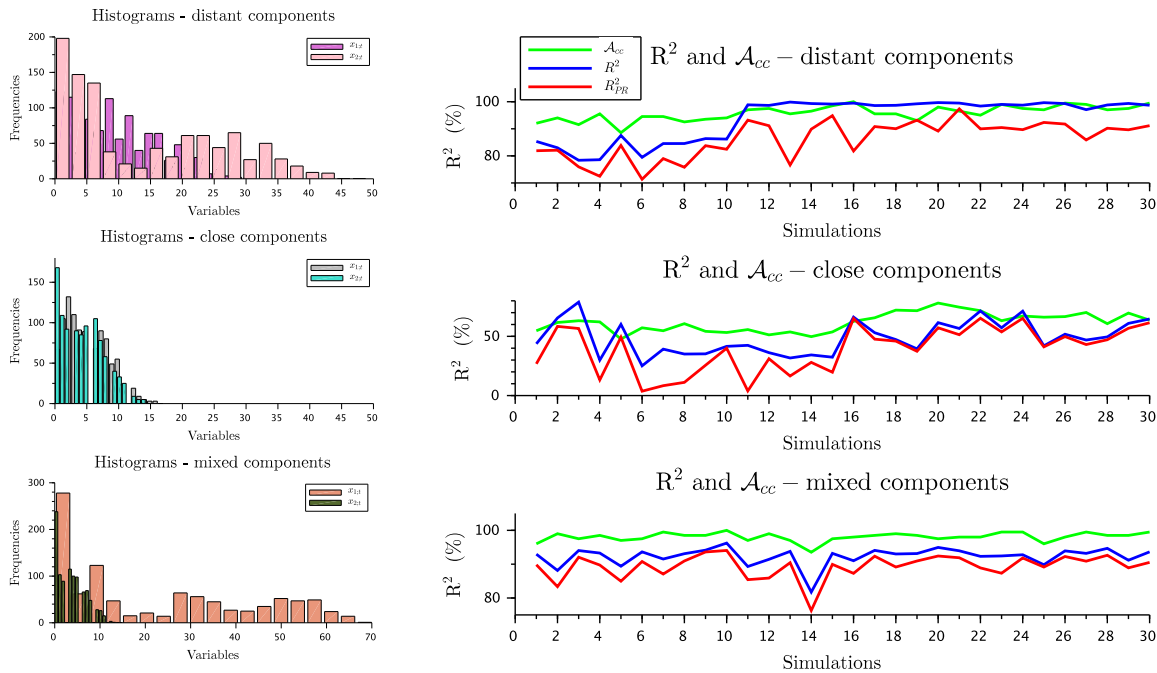 Histograms - distant components
200
150
100
50
0
Frequencies
x1;t
x2;t
0 5 10 15 20 25 30 35 40 45 50
Variables
𝒜cc
R²
R²PR
R² and 𝒜cc – distant components
100
80
R² (%)
0 2 4 6 8 10 12 14 16 18 20 22 24 26 28 30
Simulations
Histograms - close components
150
100
50
0
Frequencies
x1;t
x2;t
0 5 10 15 20 25 30 35 40 45 50
Variables
R² and 𝒜cc – close components
50
0
R² (%)
0 2 4 6 8 10 12 14 16 18 20 22 24 26 28 30
Simulations
Histograms - mixed components
300
200
100
0
Frequencies
x1;t
x2;t
0 10 20 30 40 50 60 70
Variables
R² and 𝒜cc – mixed components
100
80
R² (%)
0 2 4 6 8 10 12 14 16 18 20 22 24 26 28 30
Simulations